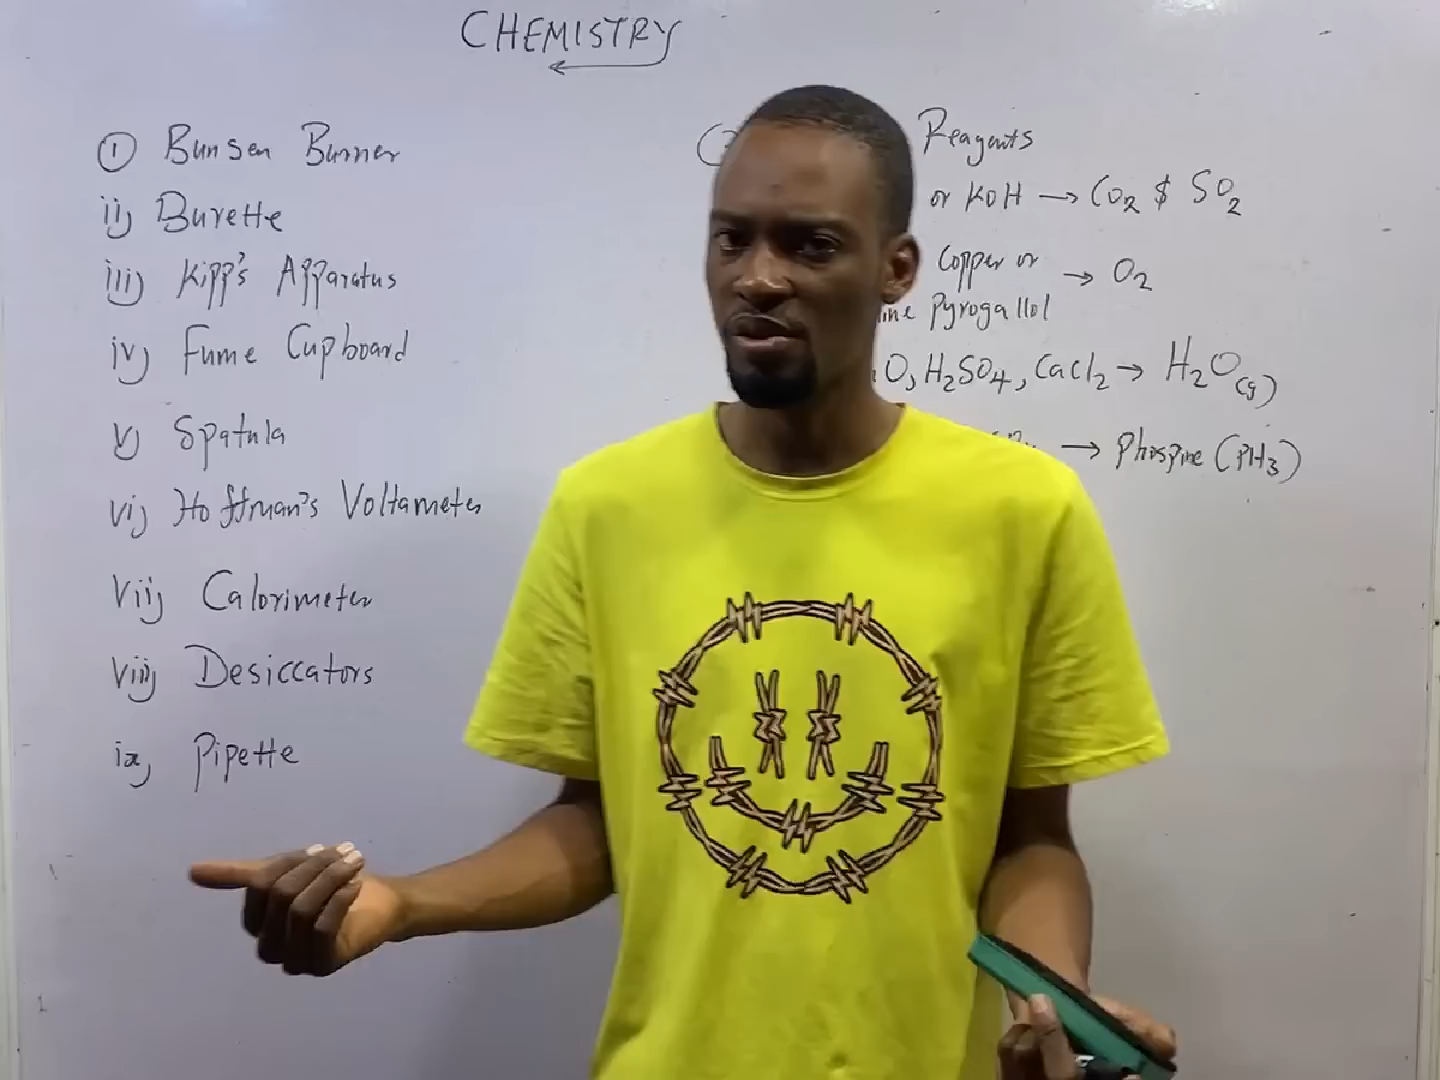 CHEMISTRY
① Bunsen Burner
ii) Burette
iii) Kipp's Apparatus
iv) Fume Cupboard
v) Spatula
vi) Hoffman's Voltameter
vii) Calorimeter
viii) Desiccators
ix) Pipette
Reagents
or KOH → CO₂ $ SO₂
Copper or → O₂
Pyrogallol
O, H₂SO₄, CaCl₂ → H₂O(g)
→ Phospine (PH₃)